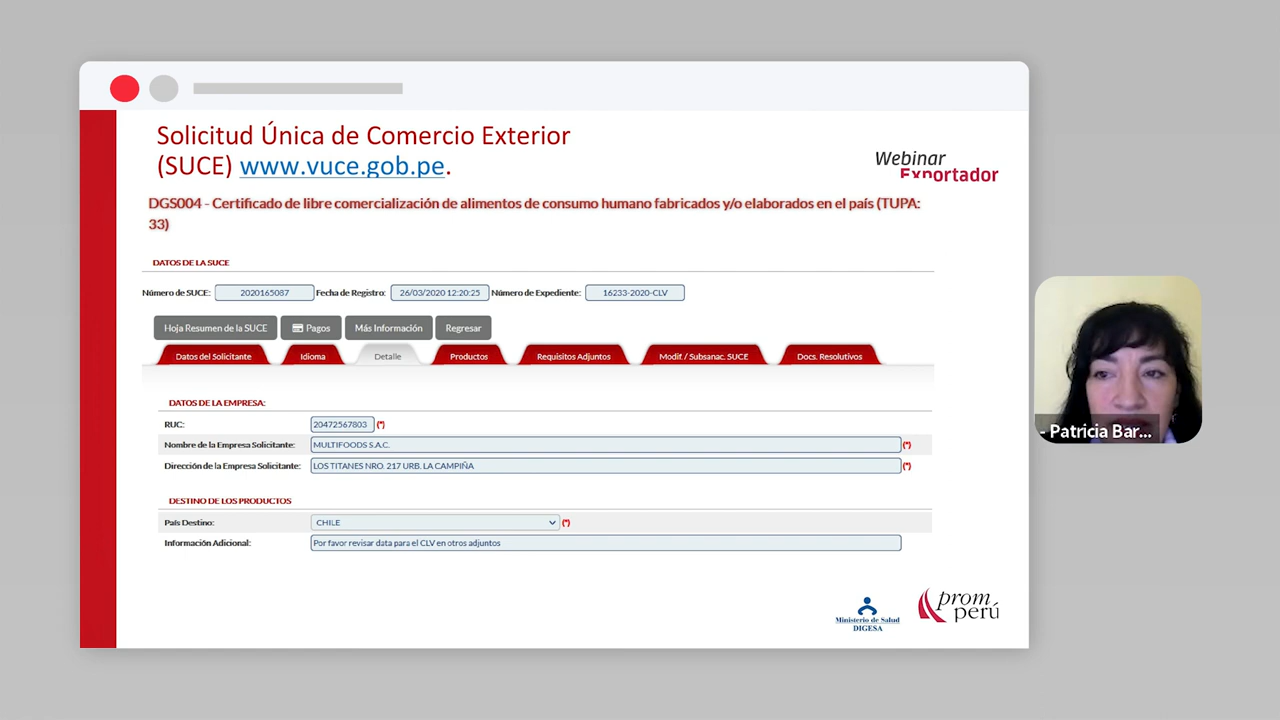 Solicitud Única de Comercio Exterior
(SUCE) www.vuce.gob.pe.
Webinar
Exportador
DGS004 - Certificado de libre comercialización de alimentos de consumo humano fabricados y/o elaborados en el país (TUPA:
33)
DATOS DE LA SUCE
Número de SUCE: 2020165087 Fecha de Registro: 26/03/2020 12:20:25 Número de Expediente: 16233-2020-CLV
Hoja Resumen de la SUCE Pagos Más Información Regresar
Datos del Solicitante Idioma Detalle Productos Requisitos Adjuntos Modif./ Subsanac. SUCE Docs. Resolutivos
DATOS DE LA EMPRESA:
RUC: 20472567803 (*)
Nombre de la Empresa Solicitante: MULTIFOODS S.A.C. (*)
Dirección de la Empresa Solicitante: LOS TITANES NRO. 217 URB. LA CAMPIÑA (*)
DESTINO DE LOS PRODUCTOS
País Destino: CHILE (*)
Información Adicional: Por favor revisar data para el CLV en otros adjuntos
- Patricia Bar...
Ministerio de Salud
DIGESA
prom
perú